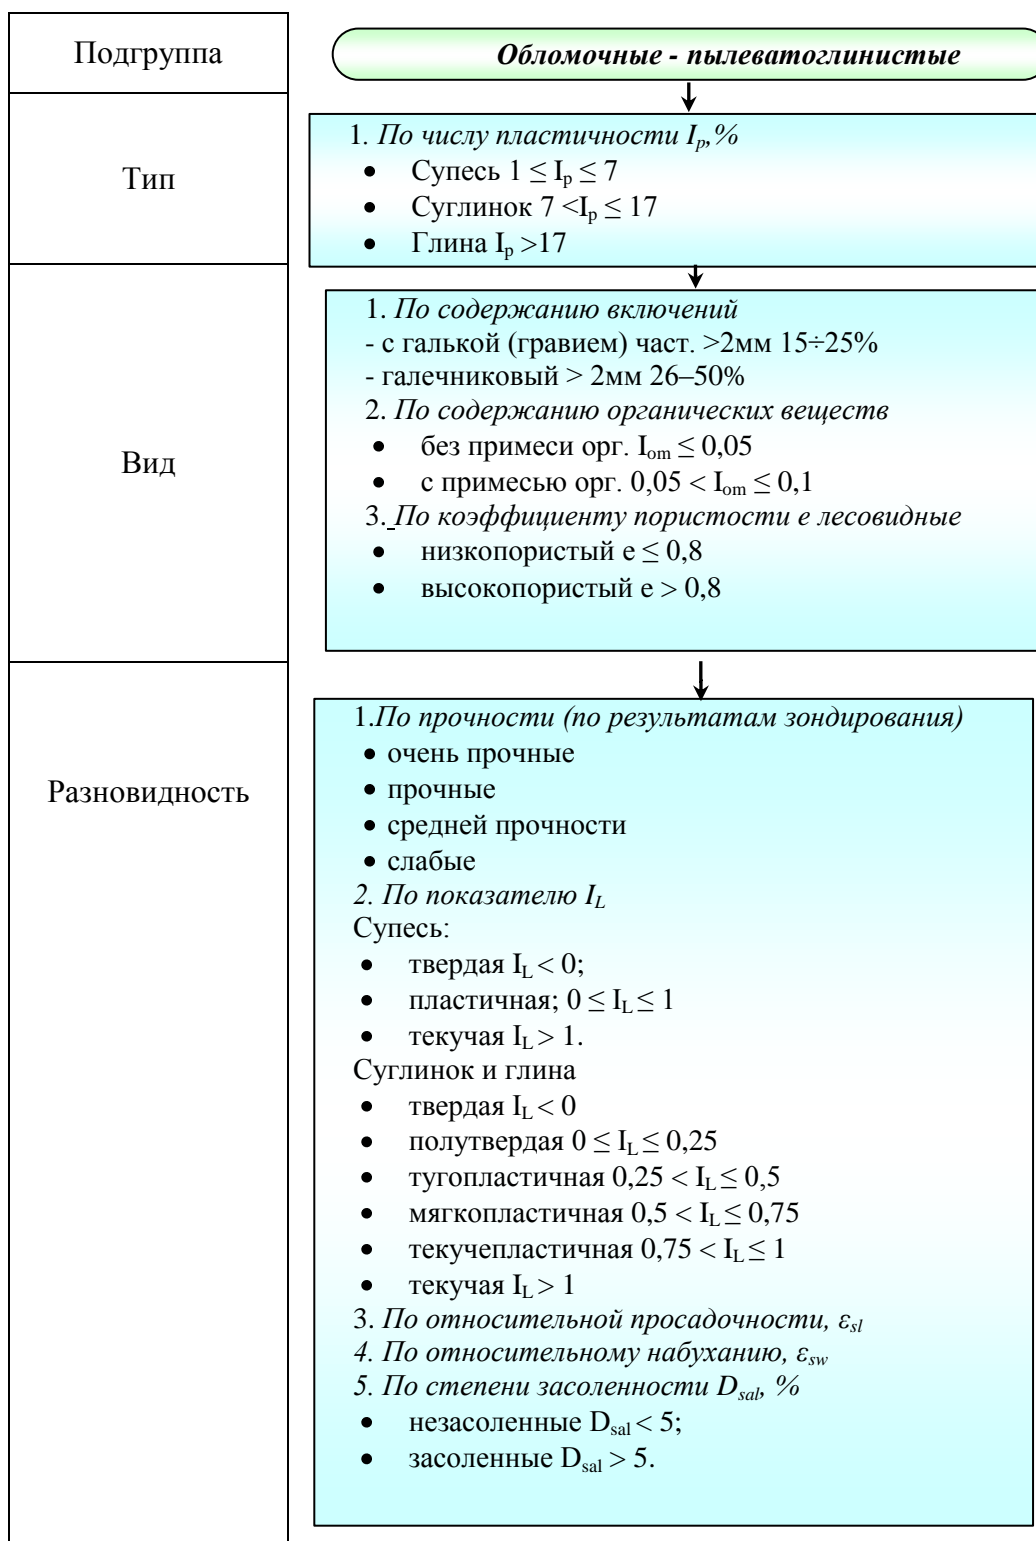 Подгруппа
Обломочные - пылеватоглинистые
Тип
1. По числу пластичности Iр,%
• Супесь 1 ≤ Iр ≤ 7
• Суглинок 7 <Iр ≤ 17
• Глина Iр >17
Вид
1. По содержанию включений
- с галькой (гравием) част. >2мм 15÷25%
- галечниковый > 2мм 26–50%
2. По содержанию органических веществ
• без примеси орг. Iom ≤ 0,05
• с примесью орг. 0,05 < Iom ≤ 0,1
3. По коэффициенту пористости е лесовидные
• низкопористый е ≤ 0,8
• высокопористый е > 0,8
Разновидность
1.По прочности (по результатам зондирования)
• очень прочные
• прочные
• средней прочности
• слабые
2. По показателю IL
Супесь:
• твердая IL < 0;
• пластичная; 0 ≤ IL ≤ 1
• текучая IL > 1.
Суглинок и глина
• твердая IL < 0
• полутвердая 0 ≤ IL ≤ 0,25
• тугопластичная 0,25 < IL ≤ 0,5
• мягкопластичная 0,5 < IL ≤ 0,75
• текучепластичная 0,75 < IL ≤ 1
• текучая IL > 1
3. По относительной просадочности, εsl
4. По относительному набуханию, εsw
5. По степени засоленности Dsal, %
• незасоленные Dsal < 5;
• засоленные Dsal > 5.